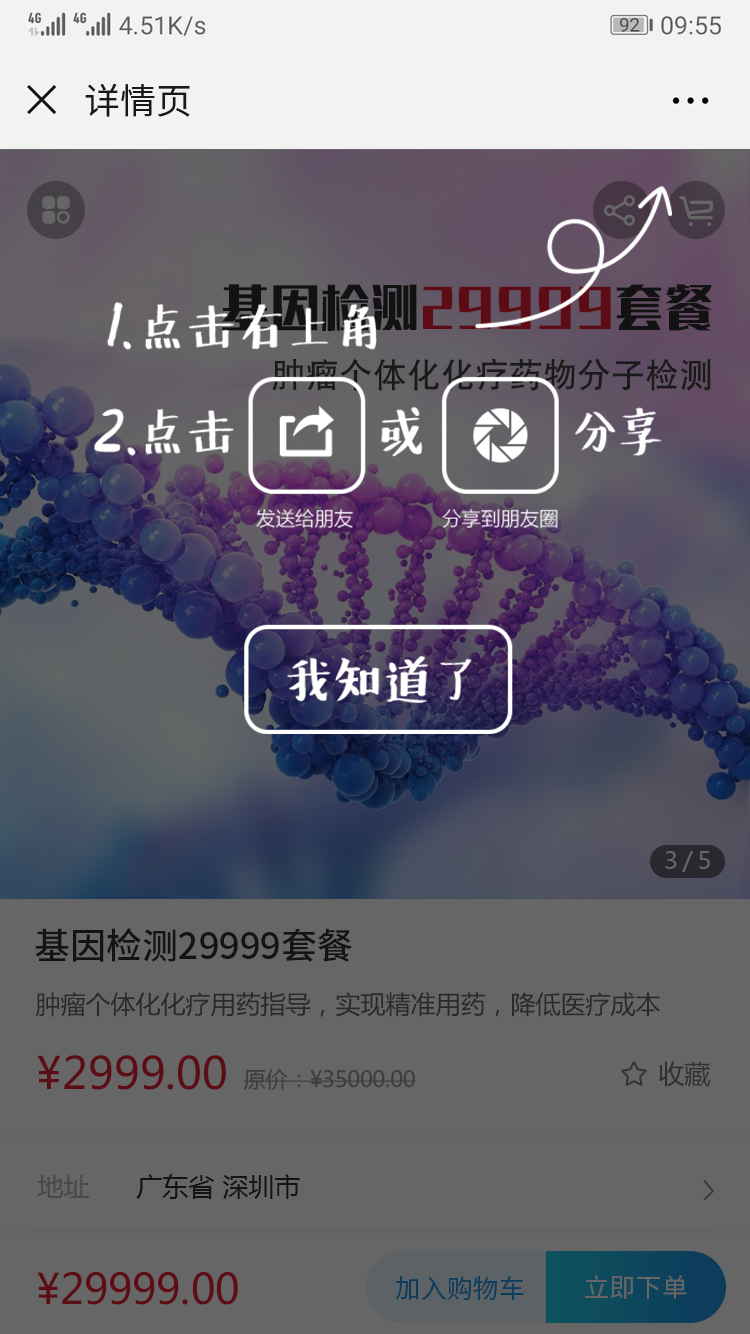 4G 4G 4.51K/s 92 09:55
详情页
基因检测29999套餐
1.点击右上角
肿瘤个体化化疗药物分子检测
2.点击 或 分享
发送给朋友 分享到朋友圈
我知道了
3/5
基因检测29999套餐
肿瘤个体化化疗用药指导，实现精准用药，降低医疗成本
¥2999.00 原价：¥35000.00 收藏
地址 广东省 深圳市
¥29999.00 加入购物车 立即下单